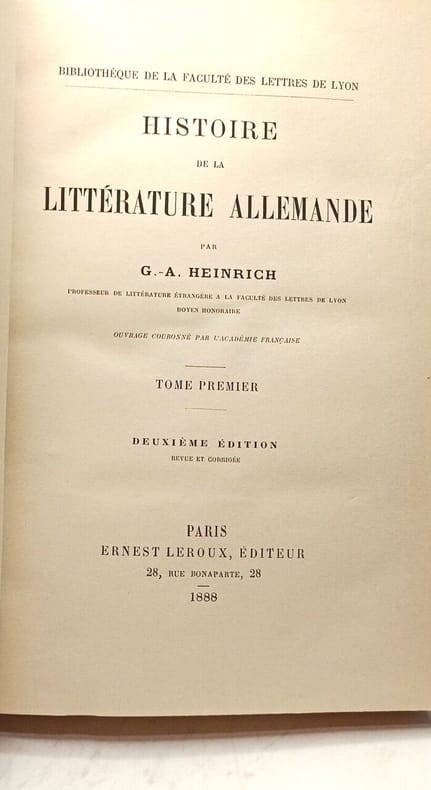 BIBLIOTHÈQUE DE LA FACULTÉ DES LETTRES DE LYON
HISTOIRE
DE LA
LITTÉRATURE ALLEMANDE
PAR
G.-A. HEINRICH
PROFESSEUR DE LITTÉRATURE ÉTRANGÈRE A LA FACULTÉ DES LETTRES DE LYON
DOYEN HONORAIRE
OUVRAGE COURONNÉ PAR L'ACADÉMIE FRANÇAISE
TOME PREMIER
DEUXIÈME ÉDITION
REVUE ET CORRIGÉE
PARIS
ERNEST LEROUX, ÉDITEUR
28, RUE BONAPARTE, 28
1888